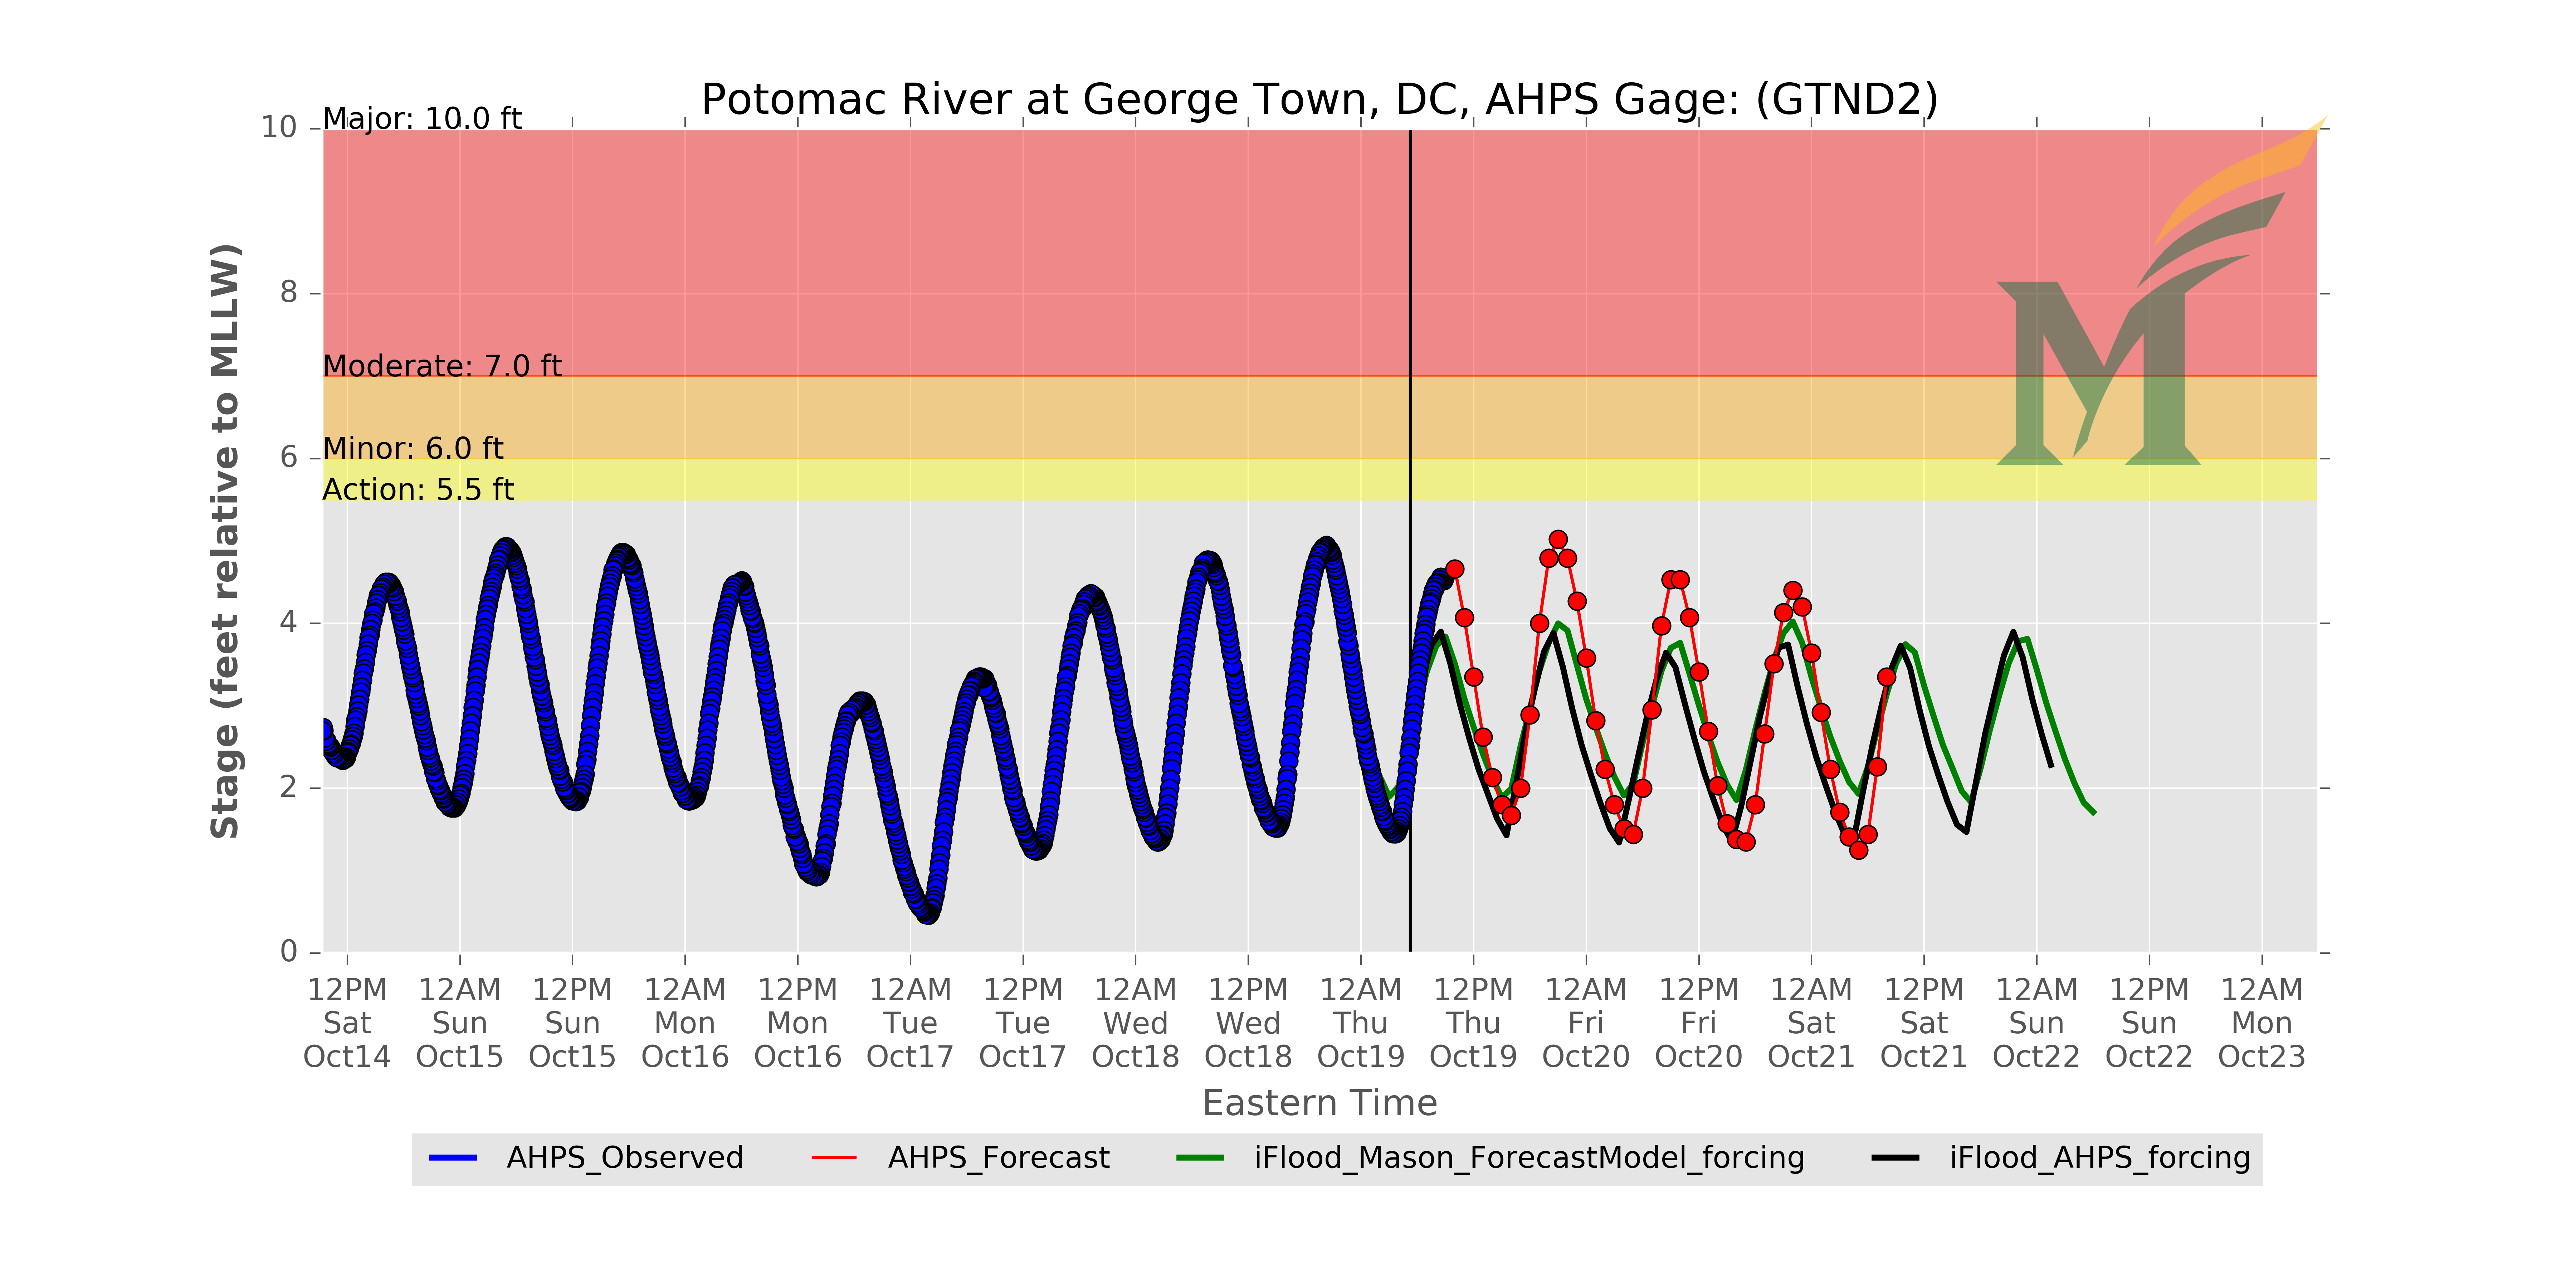 Potomac River at George Town, DC, AHPS Gage: (GTND2)
Major: 10.0 ft
Moderate: 7.0 ft
Minor: 6.0 ft
Action: 5.5 ft
Stage (feet relative to MLLW)
10
8
6
4
2
0
12PM 12AM 12PM 12AM 12PM 12AM 12PM 12AM 12PM 12AM 12PM 12AM 12PM 12AM 12PM 12AM 12PM 12AM
Sat Sun Sun Mon Mon Tue Tue Wed Wed Thu Thu Fri Fri Sat Sat Sun Sun Mon
Oct14 Oct15 Oct15 Oct16 Oct16 Oct17 Oct17 Oct18 Oct18 Oct19 Oct19 Oct20 Oct20 Oct21 Oct21 Oct22 Oct22 Oct23
Eastern Time
AHPS_Observed AHPS_Forecast iFlood_Mason_ForecastModel_forcing iFlood_AHPS_forcing
M